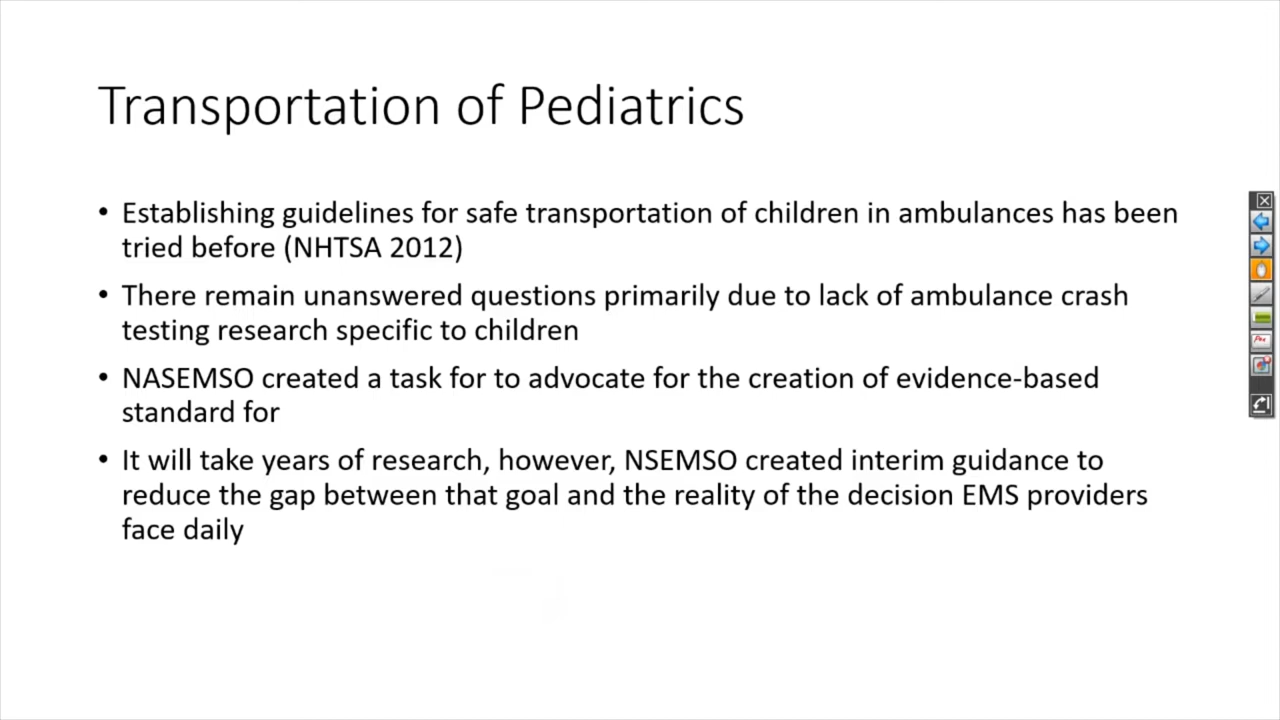 Transportation of Pediatrics
• Establishing guidelines for safe transportation of children in ambulances has been
tried before (NHTSA 2012)
• There remain unanswered questions primarily due to lack of ambulance crash
testing research specific to children
• NASEMSO created a task for to advocate for the creation of evidence-based
standard for
• It will take years of research, however, NSEMSO created interim guidance to
reduce the gap between that goal and the reality of the decision EMS providers
face daily